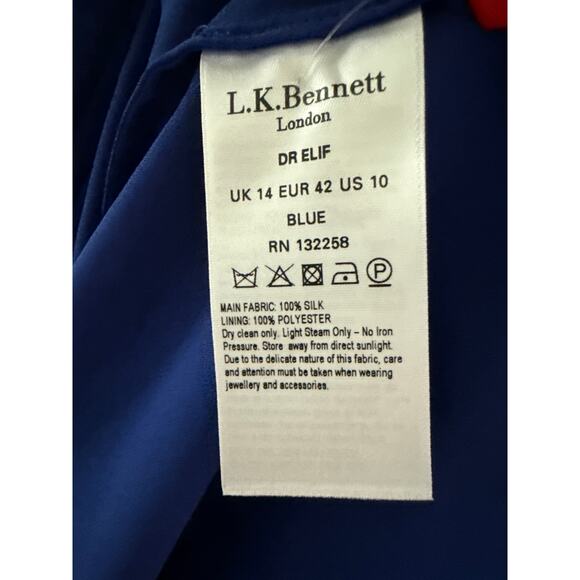 L.K.Bennett
London
DR ELIF
UK 14 EUR 42 US 10
BLUE
RN 132258
P
MAIN FABRIC: 100% SILK
LINING: 100% POLYESTER
Dry clean only. Light Steam Only – No Iron
Pressure. Store away from direct sunlight.
Due to the delicate nature of this fabric, care
and attention must be taken when wearing
jewellery and accessories.